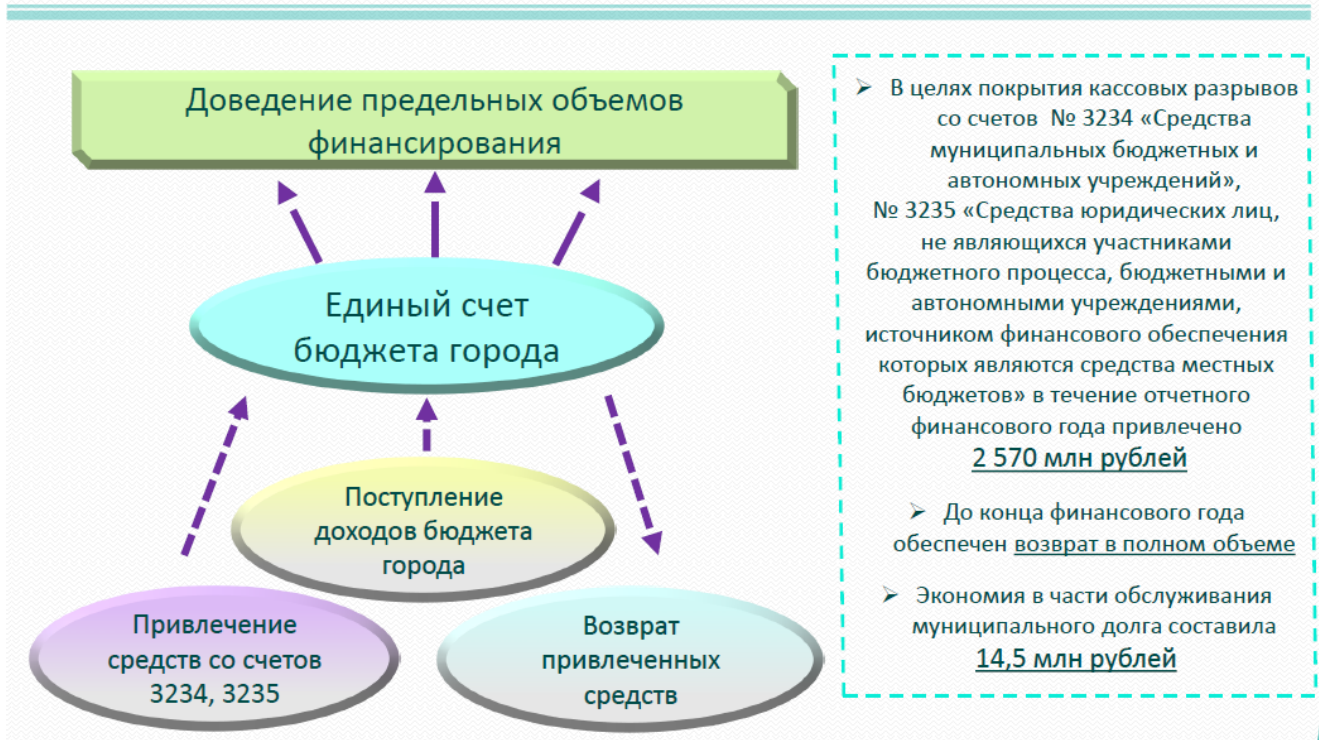 Доведение предельных объемов
финансирования
Единый счет
бюджета города
Поступление
доходов бюджета
города
Привлечение
средств со счетов
3234, 3235
Возврат
привлеченных
средств
➢ В целях покрытия кассовых разрывов
со счетов № 3234 «Средства
муниципальных бюджетных и
автономных учреждений»,
№ 3235 «Средства юридических лиц,
не являющихся участниками
бюджетного процесса, бюджетными и
автономными учреждениями,
источником финансового обеспечения
которых являются средства местных
бюджетов» в течение отчетного
финансового года привлечено
2 570 млн рублей
➢ До конца финансового года
обеспечен возврат в полном объеме
➢ Экономия в части обслуживания
муниципального долга составила
14,5 млн рублей